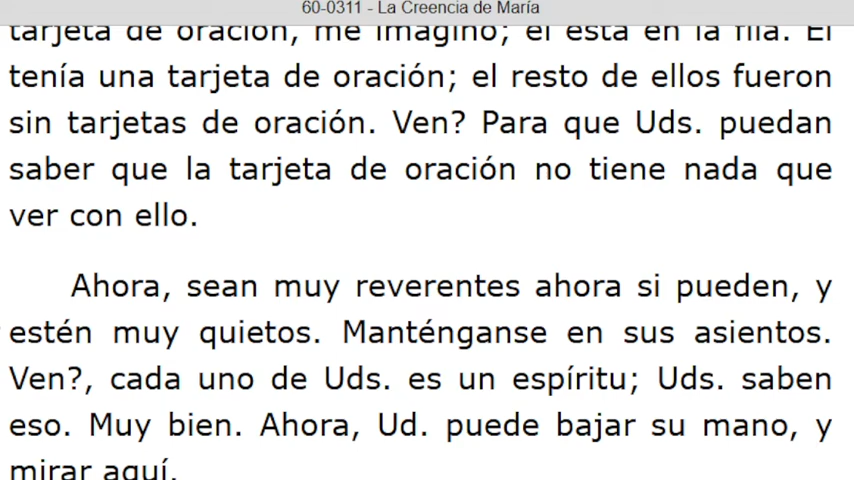 60-0311 - La Creencia de María
tarjeta de oración, me imagino; él está en la fila. El
tenía una tarjeta de oración; el resto de ellos fueron
sin tarjetas de oración. Ven? Para que Uds. puedan
saber que la tarjeta de oración no tiene nada que
ver con ello.
Ahora, sean muy reverentes ahora si pueden, y
estén muy quietos. Manténganse en sus asientos.
Ven?, cada uno de Uds. es un espíritu; Uds. saben
eso. Muy bien. Ahora, Ud. puede bajar su mano, y
mirar aquí.